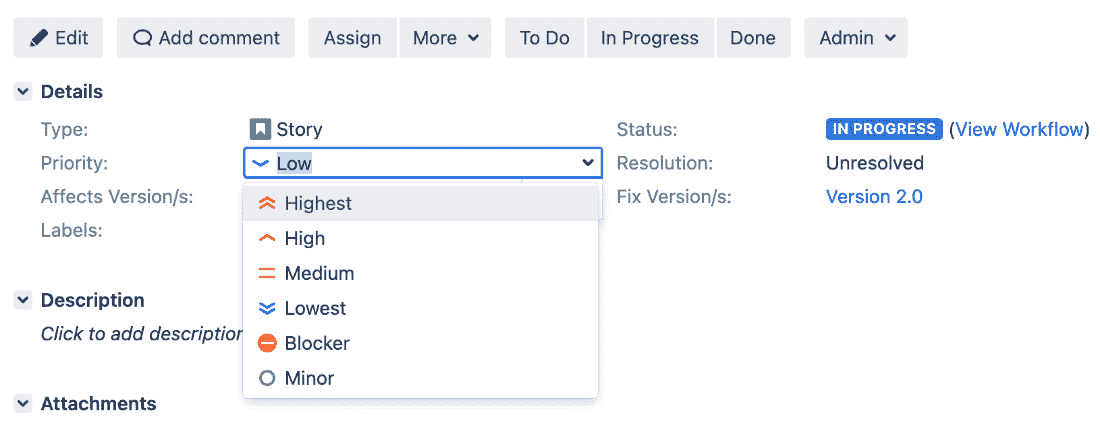 Edit Add comment Assign More To Do In Progress Done Admin
Details
Type: Story Status: IN PROGRESS (View Workflow)
Priority: Low Resolution: Unresolved
Affects Version/s: Fix Version/s: Version 2.0
Highest
Labels:
High
Medium
Description
Lowest
Click to add description
Blocker
Minor
Attachments